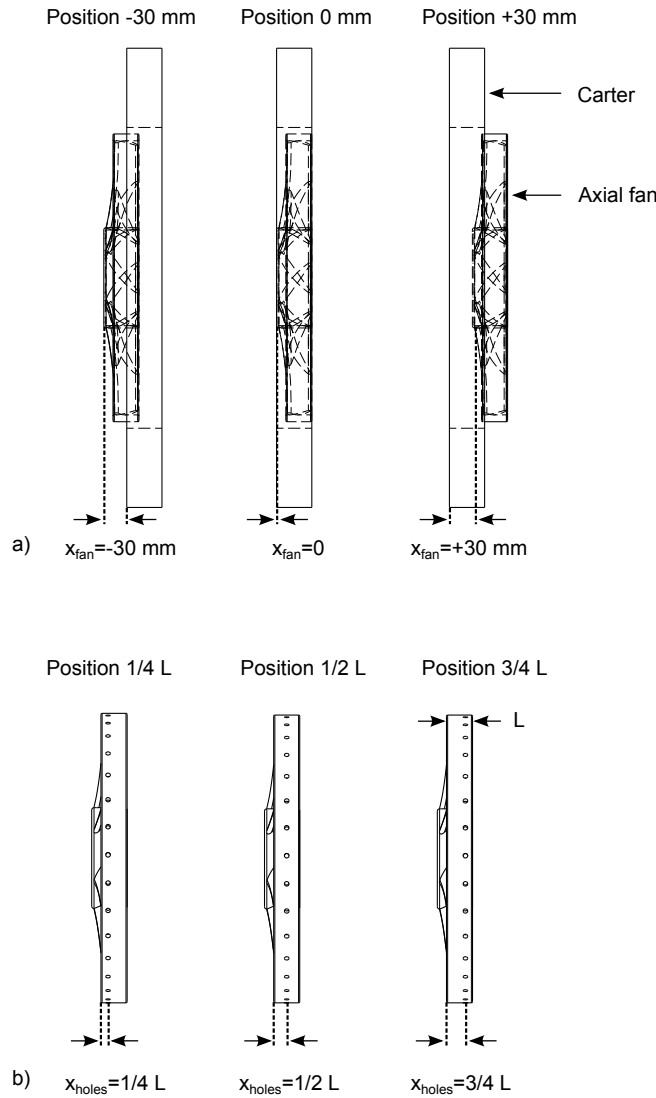 Position -30 mm Position 0 mm Position +30 mm
Carter
Axial fan
a) x_fan=-30 mm x_fan=0 x_fan=+30 mm
Position 1/4 L Position 1/2 L Position 3/4 L
L
b) x_holes=1/4 L x_holes=1/2 L x_holes=3/4 L